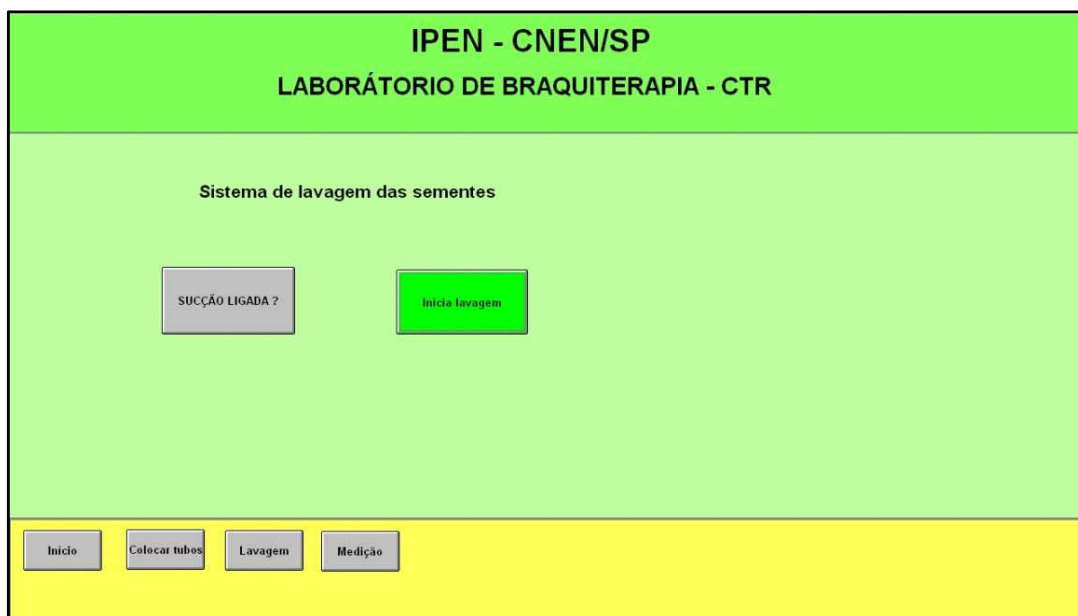 IPEN - CNEN/SP
LABORÁTORIO DE BRAQUITERAPIA - CTR
Sistema de lavagem das sementes
SUCÇÃO LIGADA ?
Inicia lavagem
Início
Colocar tubos
Lavagem
Medição